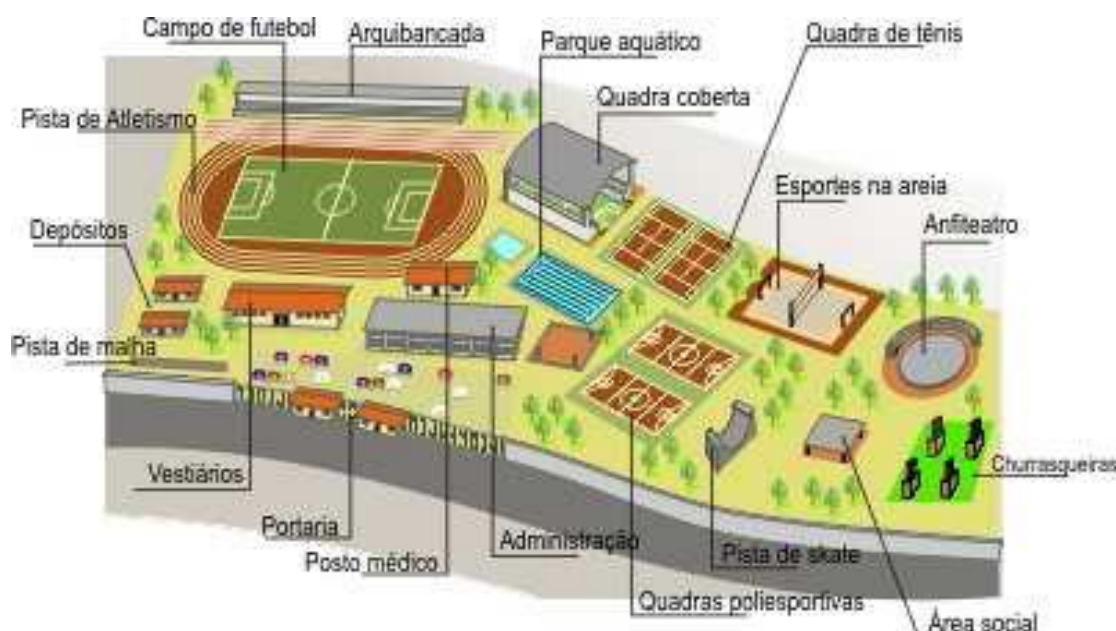 Campo de futebol
Arquibancada
Parque aquático
Quadra de tênis
Quadra coberta
Pista de Atletismo
Esportes na areia
Anfiteatro
Depósitos
Pista de malha
Churrasqueiras
Vestiários
Portaria
Administração
Posto médico
Pista de skate
Quadras poliesportivas
Área social